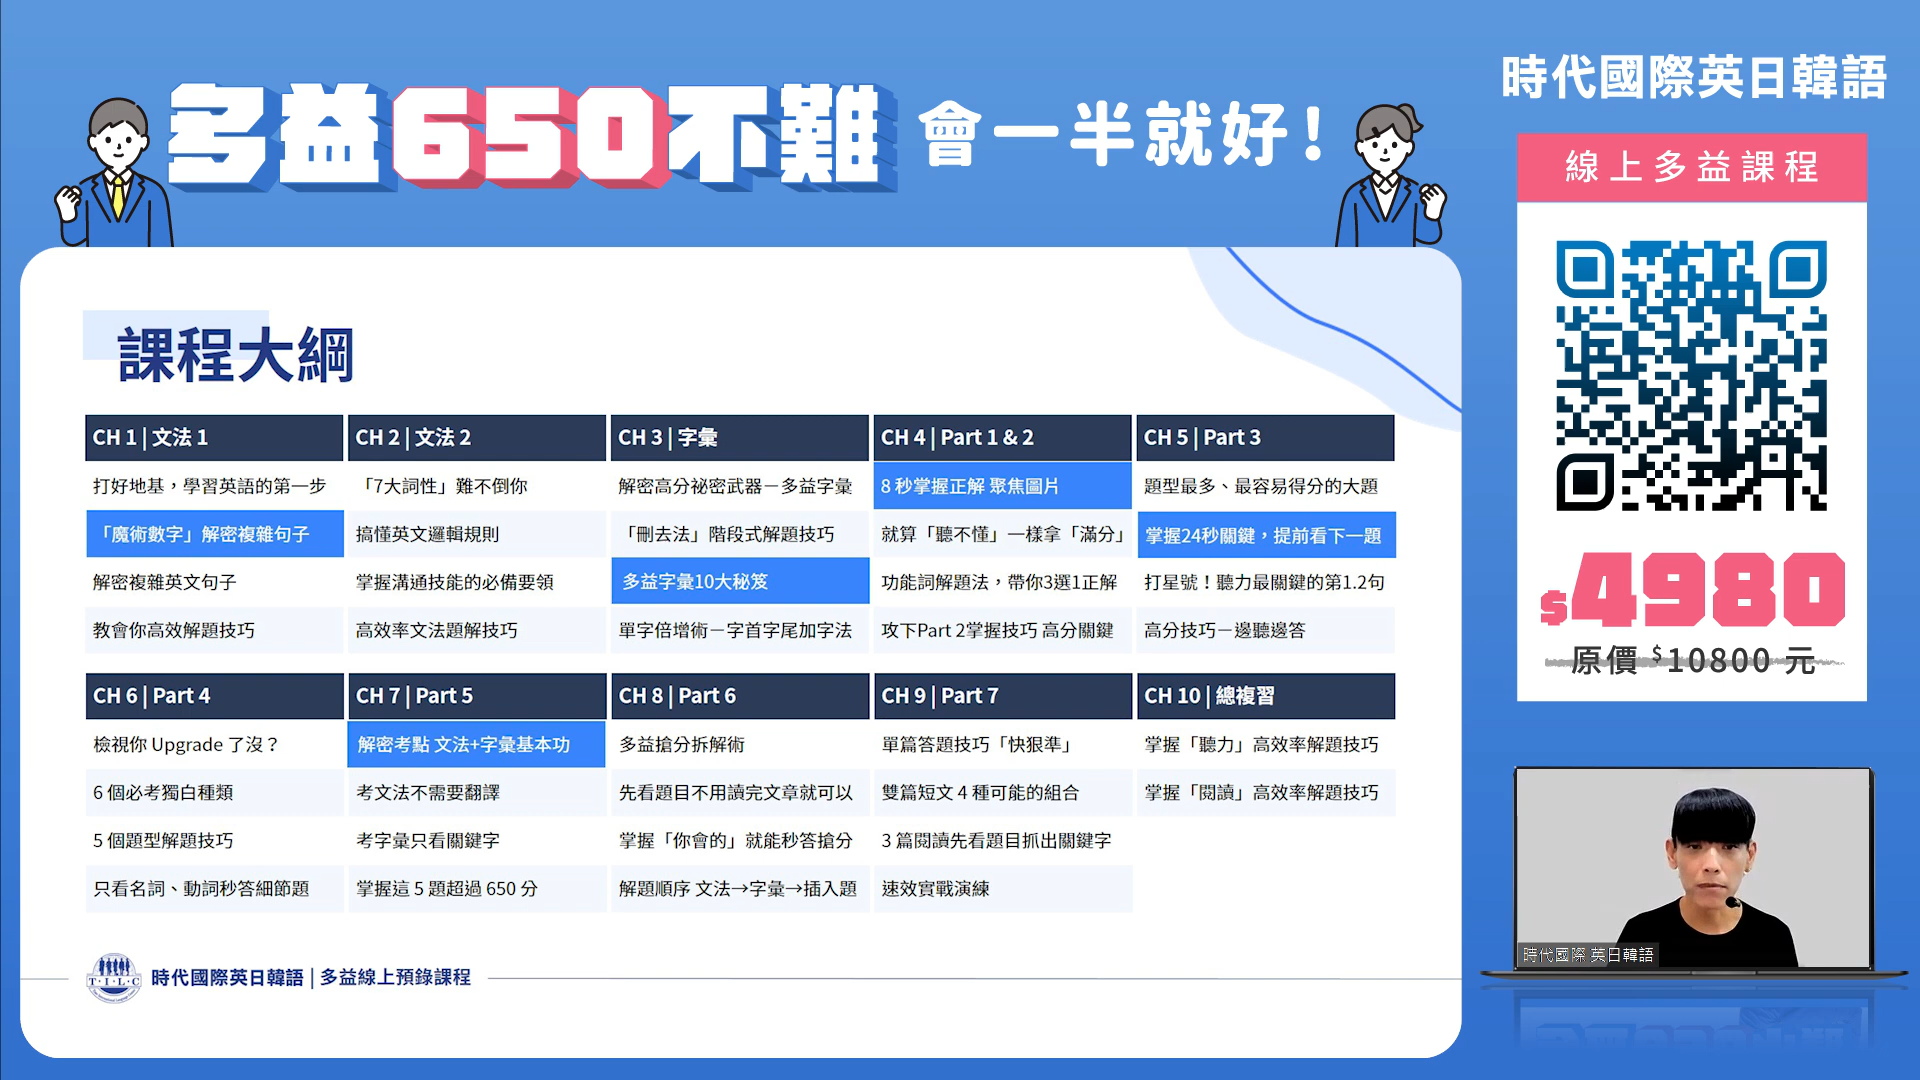 多益650不難 會一半就好!
時代國際英日韓語
線上多益課程
$4980
原價 $10800 元
課程大綱
CH 1 | 文法 1
打好地基，學習英語的第一步
「魔術數字」解密複雜句子
解密複雜英文句子
教會你高效解題技巧
CH 2 | 文法 2
「7大詞性」難不倒你
搞懂英文邏輯規則
掌握溝通技能的必備要領
高效率文法題解技巧
CH 3 | 字彙
解密高分祕密武器－多益字彙
「刪去法」階段式解題技巧
多益字彙10大秘笈
單字倍增術－字首字尾加字法
CH 4 | Part 1 & 2
8 秒掌握正解 聚焦圖片
就算「聽不懂」一樣拿「滿分」
功能詞解題法，帶你3選1正解
攻下Part 2掌握技巧 高分關鍵
CH 5 | Part 3
題型最多、最容易得分的大題
掌握24秒關鍵，提前看下一題
打星號！聽力最關鍵的第1.2句
高分技巧－邊聽邊答
CH 6 | Part 4
檢視你 Upgrade 了沒？
6 個必考獨白種類
5 個題型解題技巧
只看名詞、動詞秒答細節題
CH 7 | Part 5
解密考點 文法+字彙基本功
考文法不需要翻譯
考字彙只看關鍵字
掌握這 5 題超過 650 分
CH 8 | Part 6
多益搶分拆解術
先看題目不用讀完文章就可以
掌握「你會的」就能秒答搶分
解題順序 文法→字彙→插入題
CH 9 | Part 7
單篇答題技巧「快狠準」
雙篇短文 4 種可能的組合
3 篇閱讀先看題目抓出關鍵字
速效實戰演練
CH 10 | 總複習
掌握「聽力」高效率解題技巧
掌握「閱讀」高效率解題技巧
T·I·L·C
時代國際英日韓語 | 多益線上預錄課程
時代國際 英日韓語